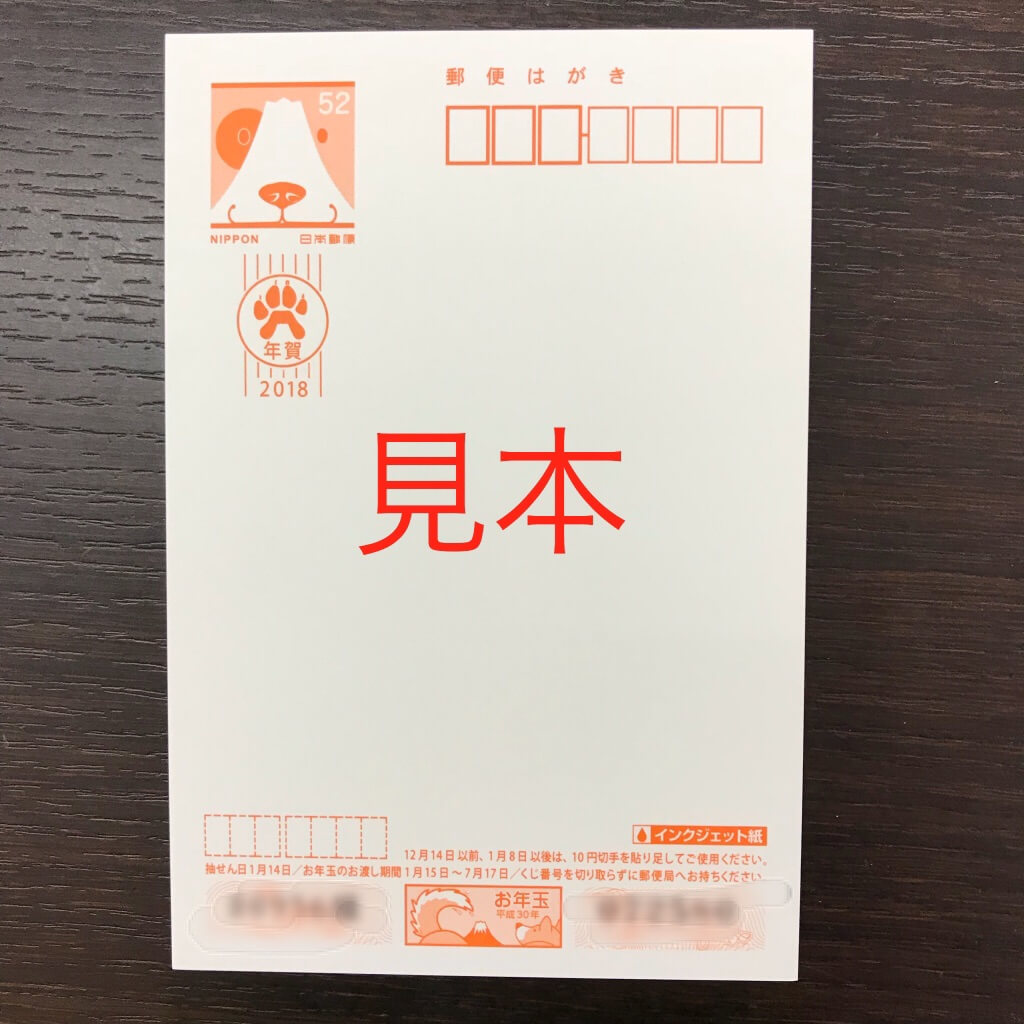 郵便はがき
52
NIPPON 日本郵便
年賀
2018
見本
インクジェット紙
12月14日以前、1月8日以後は、10円切手を貼り足してご使用ください。
抽せん日1月14日/お年玉のお渡し期間1月15日～7月17日/くじ番号を切り取らずに郵便局へお持ちください。
お年玉
平成30年